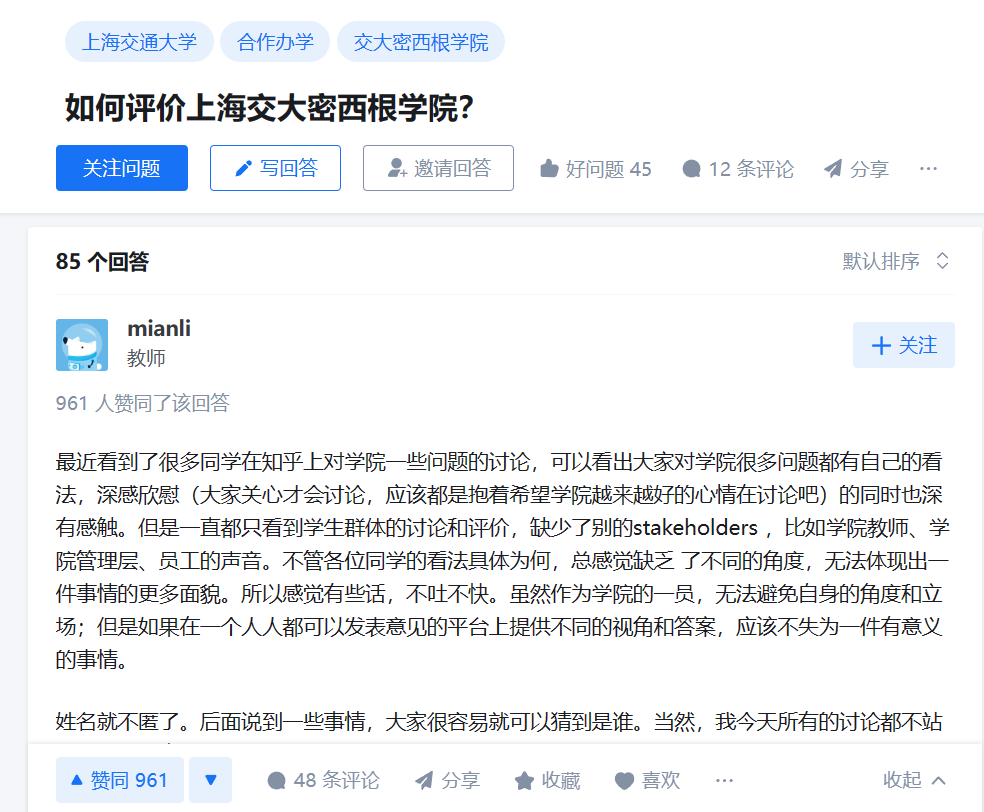 上海交通大学 合作办学 交大密西根学院
如何评价上海交大密西根学院?
关注问题 写回答 邀请回答 好问题 45 12 条评论 分享 ···
85 个回答 默认排序
mianli
教师
关注
961 人赞同了该回答
最近看到了很多同学在知乎上对学院一些问题的讨论，可以看出大家对学院很多问题都有自己的看
法，深感欣慰（大家关心才会讨论，应该都是抱着希望学院越来越好的心情在讨论吧）的同时也深
有感触。但是一直都只看到学生群体的讨论和评价，缺少了别的stakeholders ，比如学院教师、学
院管理层、员工的声音。不管各位同学的看法具体为何，总感觉缺乏 了不同的角度，无法体现出一
件事情的更多面貌。所以感觉有些话，不吐不快。虽然作为学院的一员，无法避免自身的角度和立
场；但是如果在一个人人都可以发表意见的平台上提供不同的视角和答案，应该不失为一件有意义
的事情。
姓名就不匿了。后面说到一些事情，大家很容易就可以猜到是谁。当然，我今天所有的讨论都不站
赞同 961 48 条评论 分享 收藏 喜欢 ··· 收起